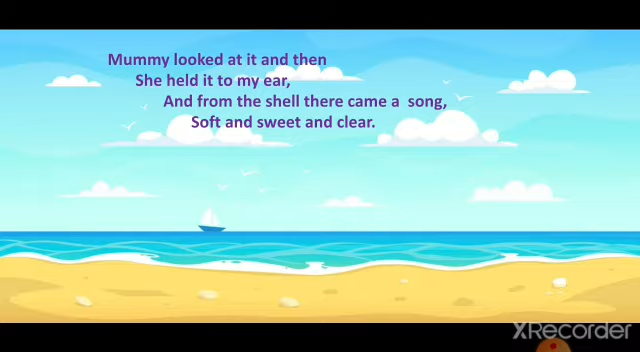 Mummy looked at it and then
She held it to my ear,
And from the shell there came a song,
Soft and sweet and clear.
XRecorder